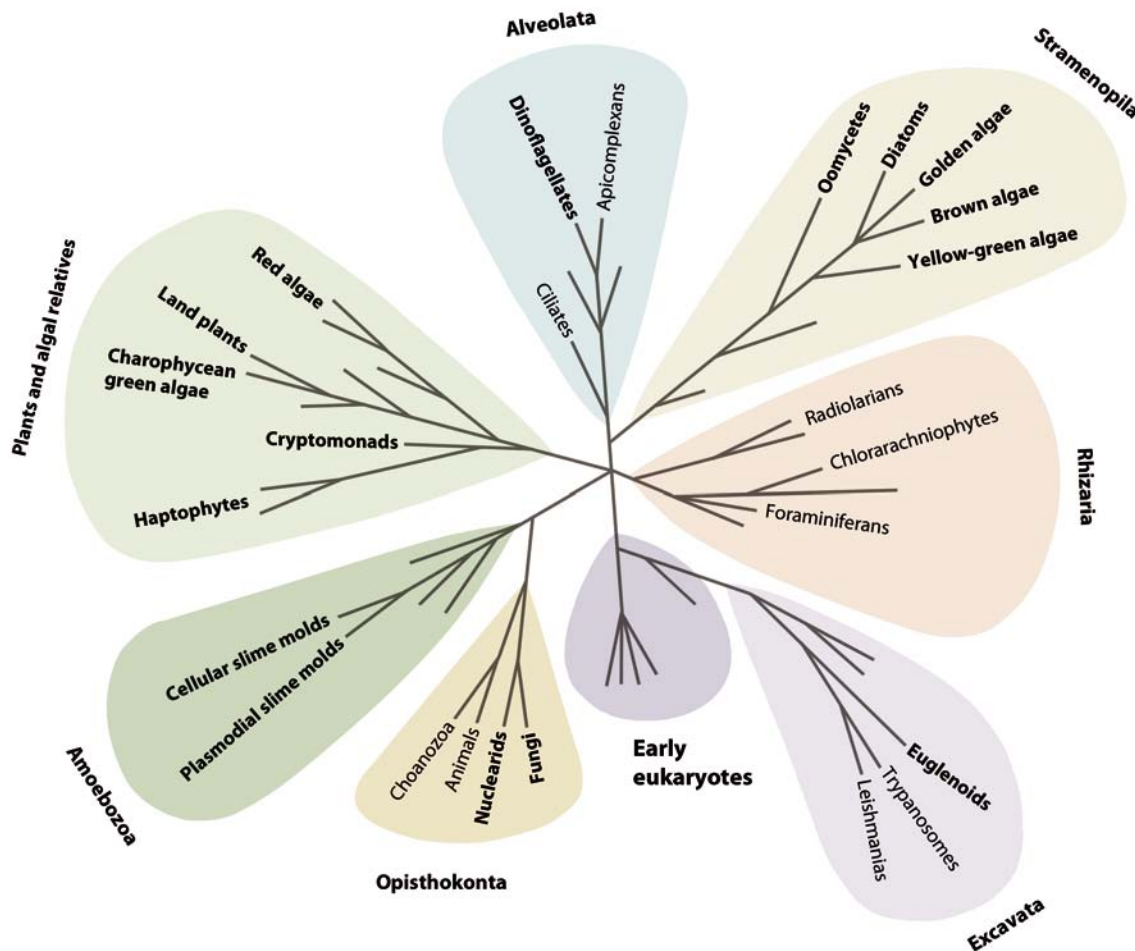 Alveolata
Dinoflagellates
Apicomplexans
Ciliates
Stramenopila
Oomycetes
Diatoms
Golden algae
Brown algae
Yellow-green algae
Plants and algal relatives
Red algae
Land plants
Charophycean
green algae
Cryptomonads
Haptophytes
Radiolarians
Chlorarachniophytes
Foraminiferans
Rhizaria
Cellular slime molds
Plasmodial slime molds
Amoebozoa
Choanozoa
Animals
Nuclearids
Fungi
Opisthokonta
Early
eukaryotes
Euglenoids
Trypanosomes
Leishmanias
Excavata